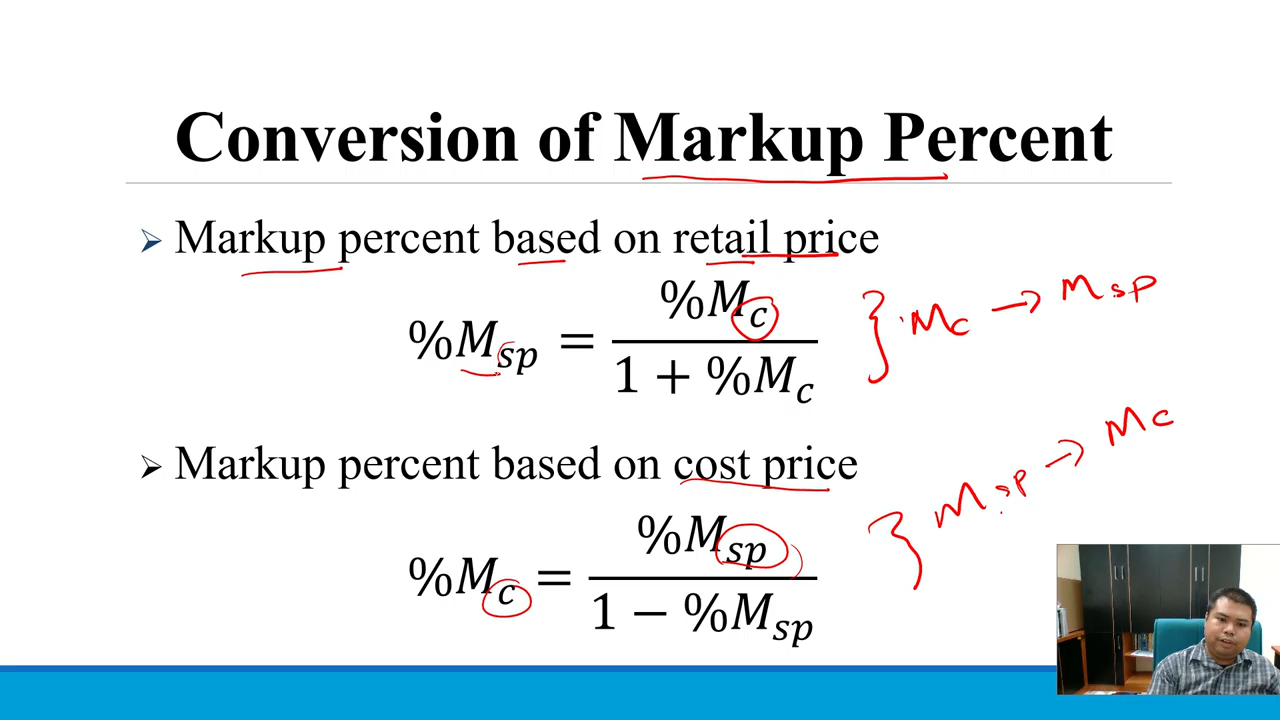 Conversion of Markup Percent
➢ Markup percent based on retail price
%M_sp = %M_c / (1 + %M_c)
} M_c → M_sp
➢ Markup percent based on cost price
%M_c = %M_sp / (1 − %M_sp)
} M_sp → M_c